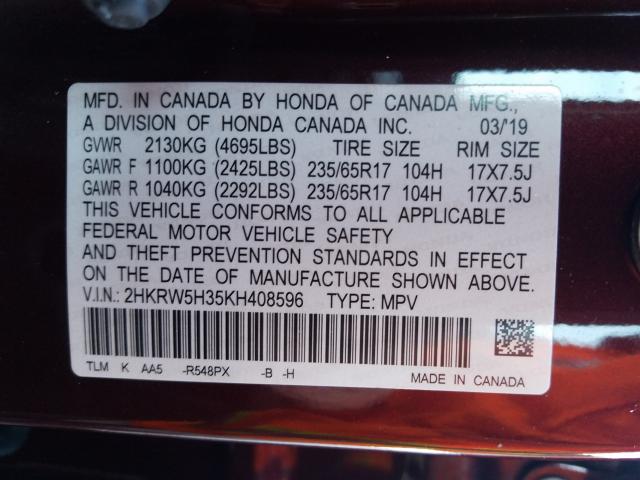 MFD. IN CANADA BY HONDA OF CANADA MFG.,
A DIVISION OF HONDA CANADA INC. 03/'19
GVWR 2130KG (4695LBS) TIRE SIZE RIM SIZE
GAWR F 1100KG (2425LBS) 235/65R17 104H 17X7.5J
GAWR R 1040KG (2292LBS) 235/65R17 104H 17X7.5J
THIS VEHICLE CONFORMS TO ALL APPLICABLE
FEDERAL MOTOR VEHICLE SAFETY
AND THEFT PREVENTION STANDARDS IN EFFECT
ON THE DATE OF MANUFACTURE SHOWN ABOVE.
V.I.N.: 2HKRW5H35KH408596 TYPE: MPV
TLM K AA5 -R548PX -B -H
MADE IN CANADA